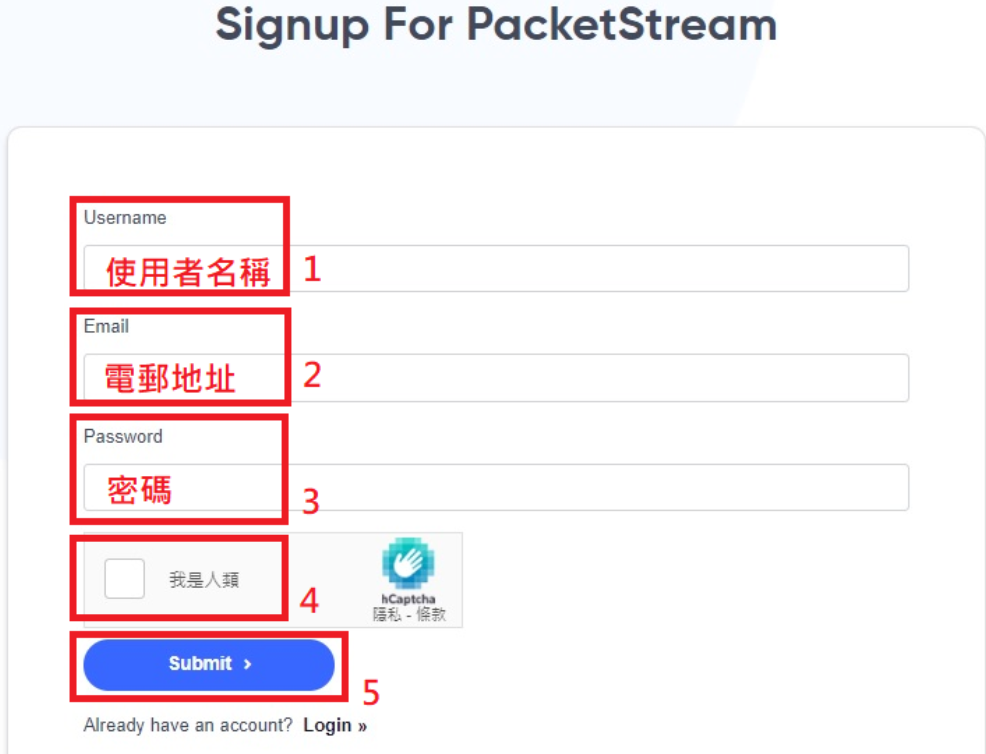 Signup For PacketStream
Username
使用者名稱 1
Email
電郵地址 2
Password
密碼 3
我是人類 4
hCaptcha
隱私 - 條款
Submit › 5
Already have an account? Login »